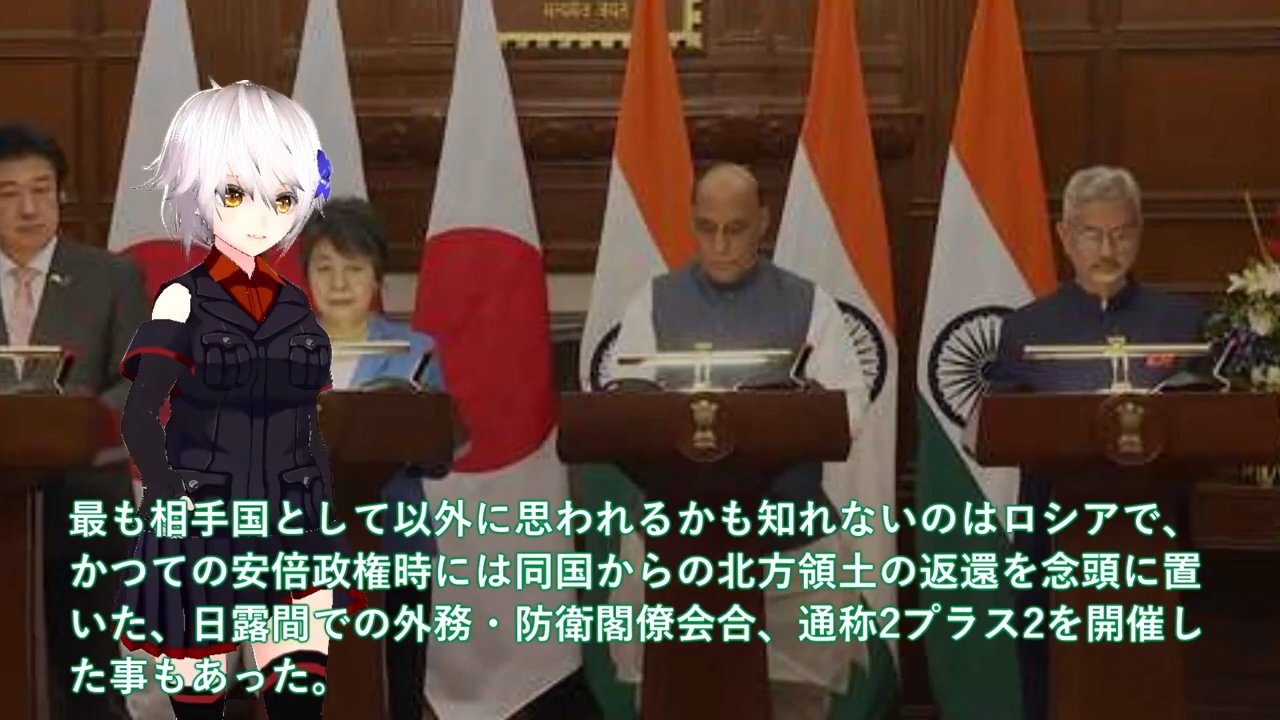 सत्यमेव जयते
最も相手国として以外に思われるかも知れないのはロシアで、
かつての安倍政権時には同国からの北方領土の返還を念頭に置
いた、日露間での外務・防衛閣僚会合、通称2プラス2を開催し
た事もあった。